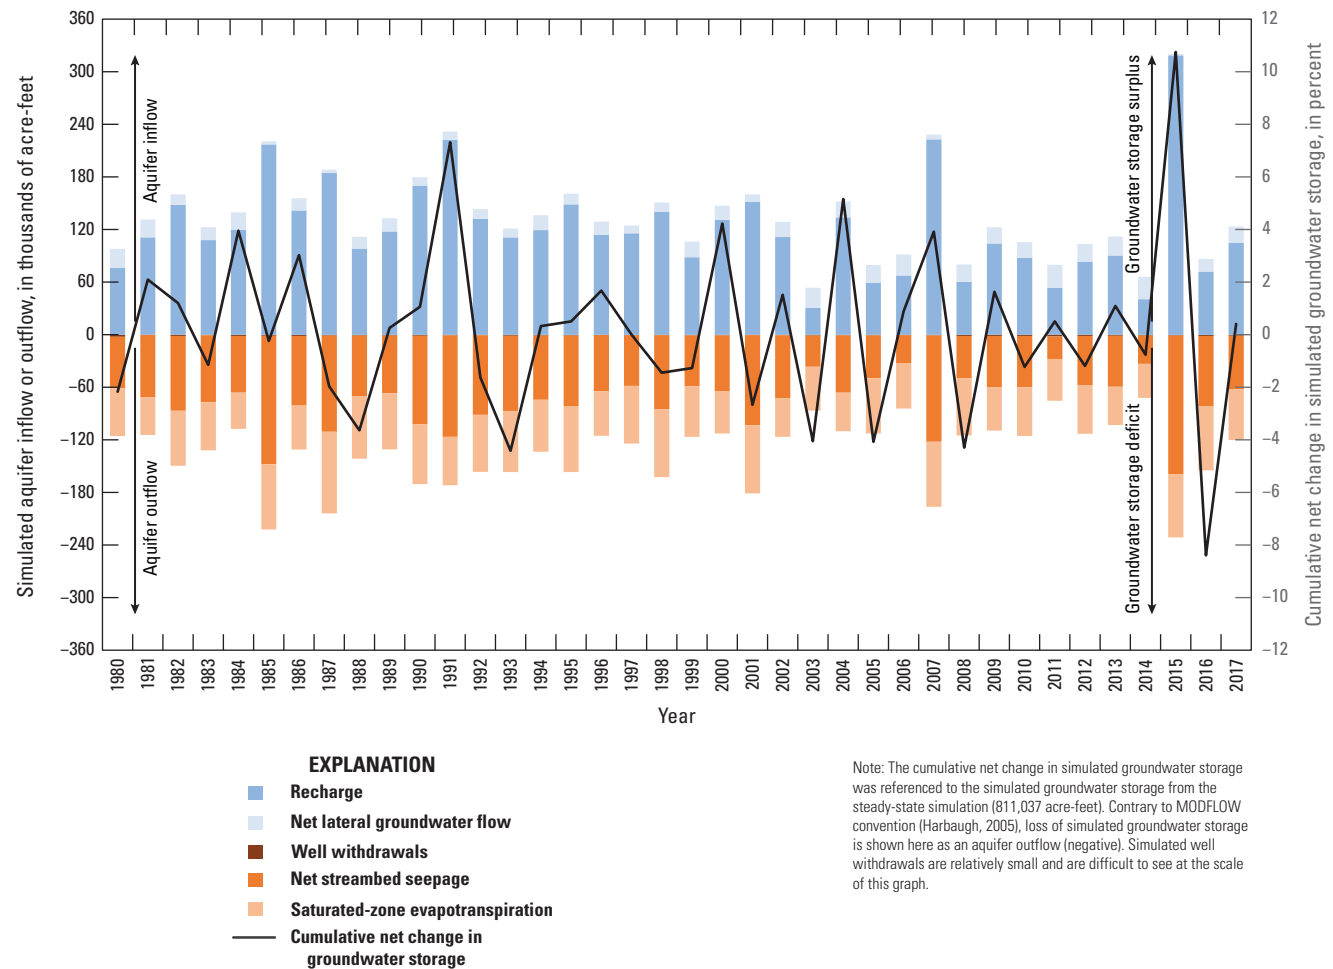 360
300
240
180
120
60
0
–60
–120
–180
–240
–300
–360
Simulated aquifer inflow or outflow, in thousands of acre-feet
Aquifer inflow
Aquifer outflow
Groundwater storage surplus
Groundwater storage deficit
12
10
8
6
4
2
0
–2
–4
–6
–8
–10
–12
Cumulative net change in simulated groundwater storage, in percent
1980 1981 1982 1983 1984 1985 1986 1987 1988 1989 1990 1991 1992 1993 1994 1995 1996 1997 1998 1999 2000 2001 2002 2003 2004 2005 2006 2007 2008 2009 2010 2011 2012 2013 2014 2015 2016 2017
Year
EXPLANATION
Recharge
Net lateral groundwater flow
Well withdrawals
Net streambed seepage
Saturated-zone evapotranspiration
Cumulative net change in
groundwater storage
Note: The cumulative net change in simulated groundwater storage
was referenced to the simulated groundwater storage from the
steady-state simulation (811,037 acre-feet). Contrary to MODFLOW
convention (Harbaugh, 2005), loss of simulated groundwater storage
is shown here as an aquifer outflow (negative). Simulated well
withdrawals are relatively small and are difficult to see at the scale
of this graph.